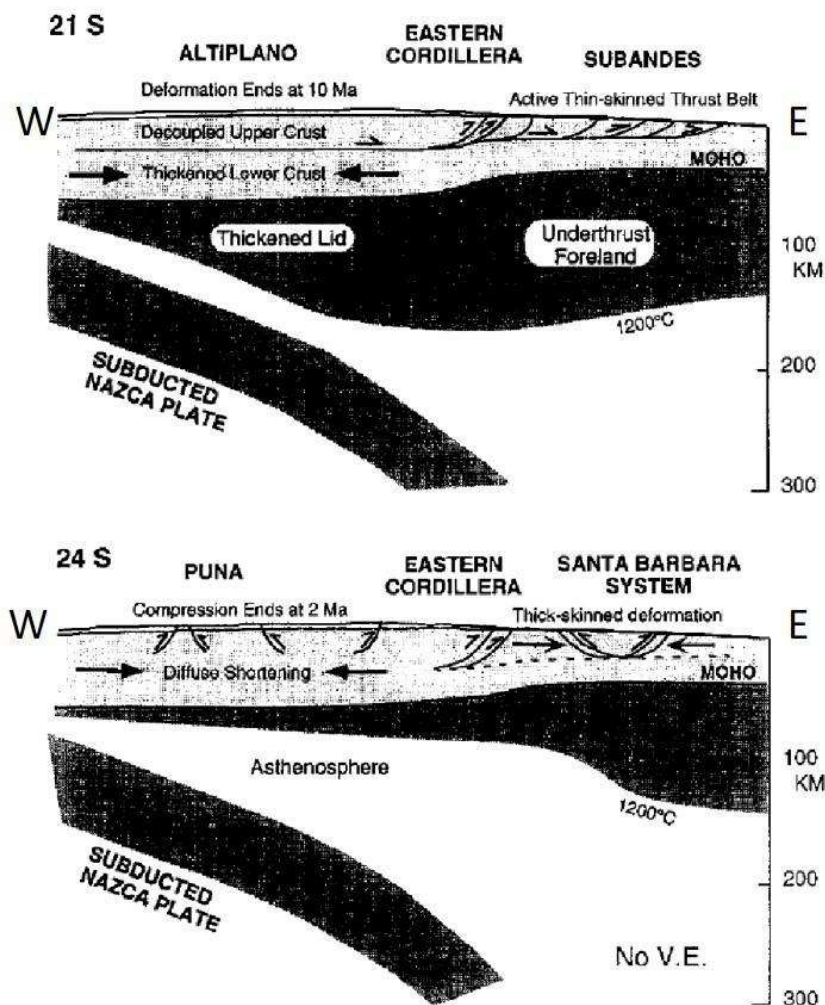 21 S
ALTIPLANO
EASTERN
CORDILLERA
SUBANDES
Deformation Ends at 10 Ma
Active Thin-skinned Thrust Belt
W
E
Decoupled Upper Crust
MOHO
Thickened Lower Crust
Thickened Lid
Underthrust
Foreland
100
KM
1200°C
SUBDUCTED
NAZCA PLATE
200
300
24 S
PUNA
EASTERN
CORDILLERA
SANTA BARBARA
SYSTEM
Compression Ends at 2 Ma
Thick-skinned deformation
W
E
Diffuse Shortening
MOHO
Asthenosphere
100
KM
1200°C
SUBDUCTED
NAZCA PLATE
200
No V.E.
300